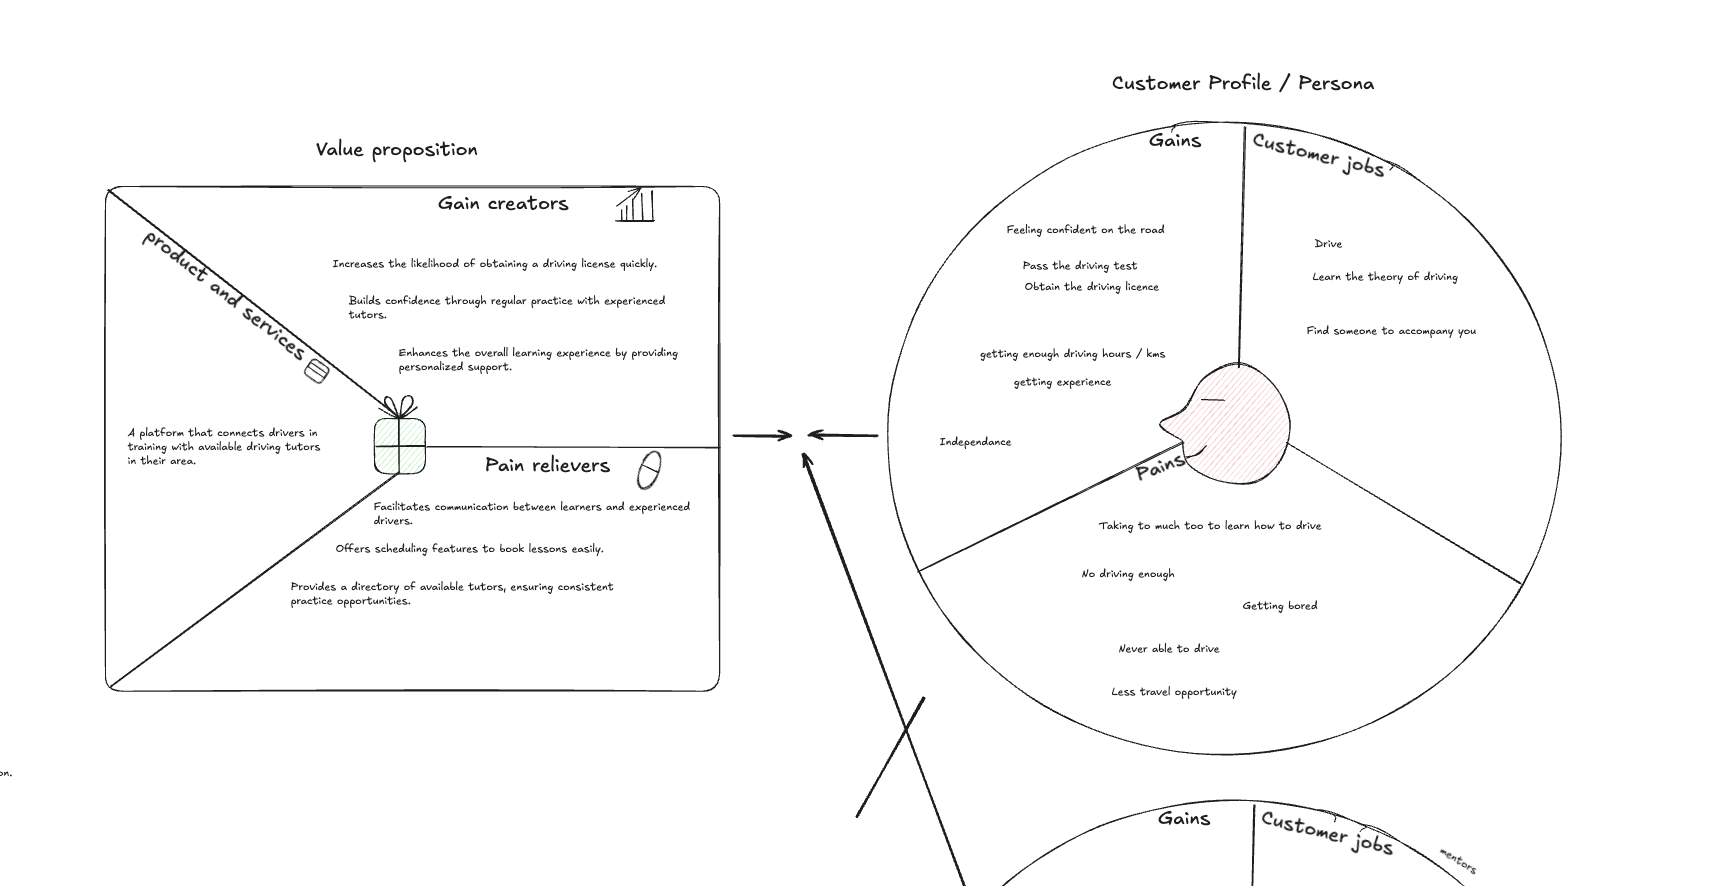 Customer Profile / Persona
Value proposition
Gain creators
Increases the likelihood of obtaining a driving license quickly.
Builds confidence through regular practice with experienced
tutors.
Enhances the overall learning experience by providing
personalized support.
product and services
A platform that connects drivers in
training with available driving tutors
in their area.
Pain relievers
Facilitates communication between learners and experienced
drivers.
Offers scheduling features to book lessons easily.
Provides a directory of available tutors, ensuring consistent
practice opportunities.
Gains
Feeling confident on the road
Pass the driving test
Obtain the driving licence
getting enough driving hours / kms
getting experience
Independance
Customer jobs
Drive
Learn the theory of driving
Find someone to accompany you
Pains
Taking to much too to learn how to drive
No driving enough
Getting bored
Never able to drive
Less travel opportunity
on.
Gains
Customer jobs
mentors